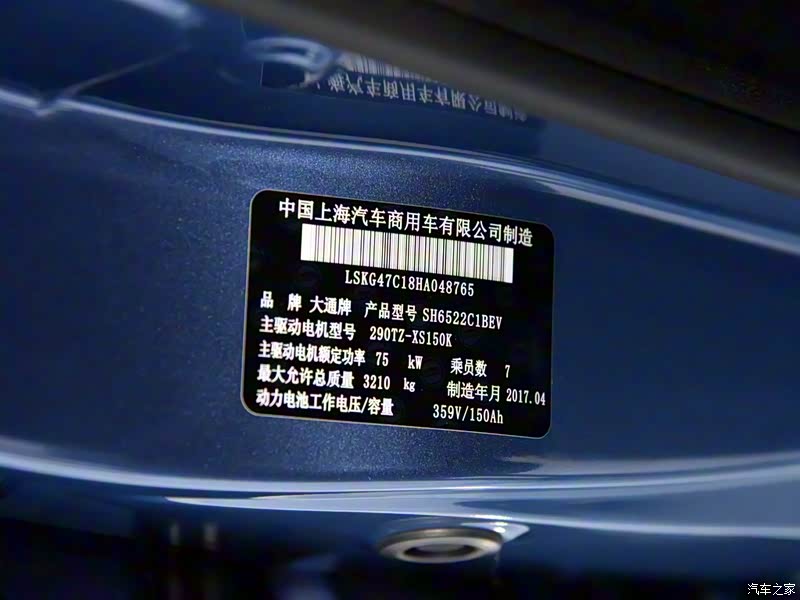 中国上海汽车商用车有限公司制造
LSKG47C18HA048765
品 牌 大通牌 产品型号 SH6522C1BEV
主驱动电机型号 290TZ-XS150K
主驱动电机额定功率 75 kW 乘员数 7
最大允许总质量 3210 kg 制造年月 2017.04
动力电池工作电压/容量 359V/150Ah
汽车之家